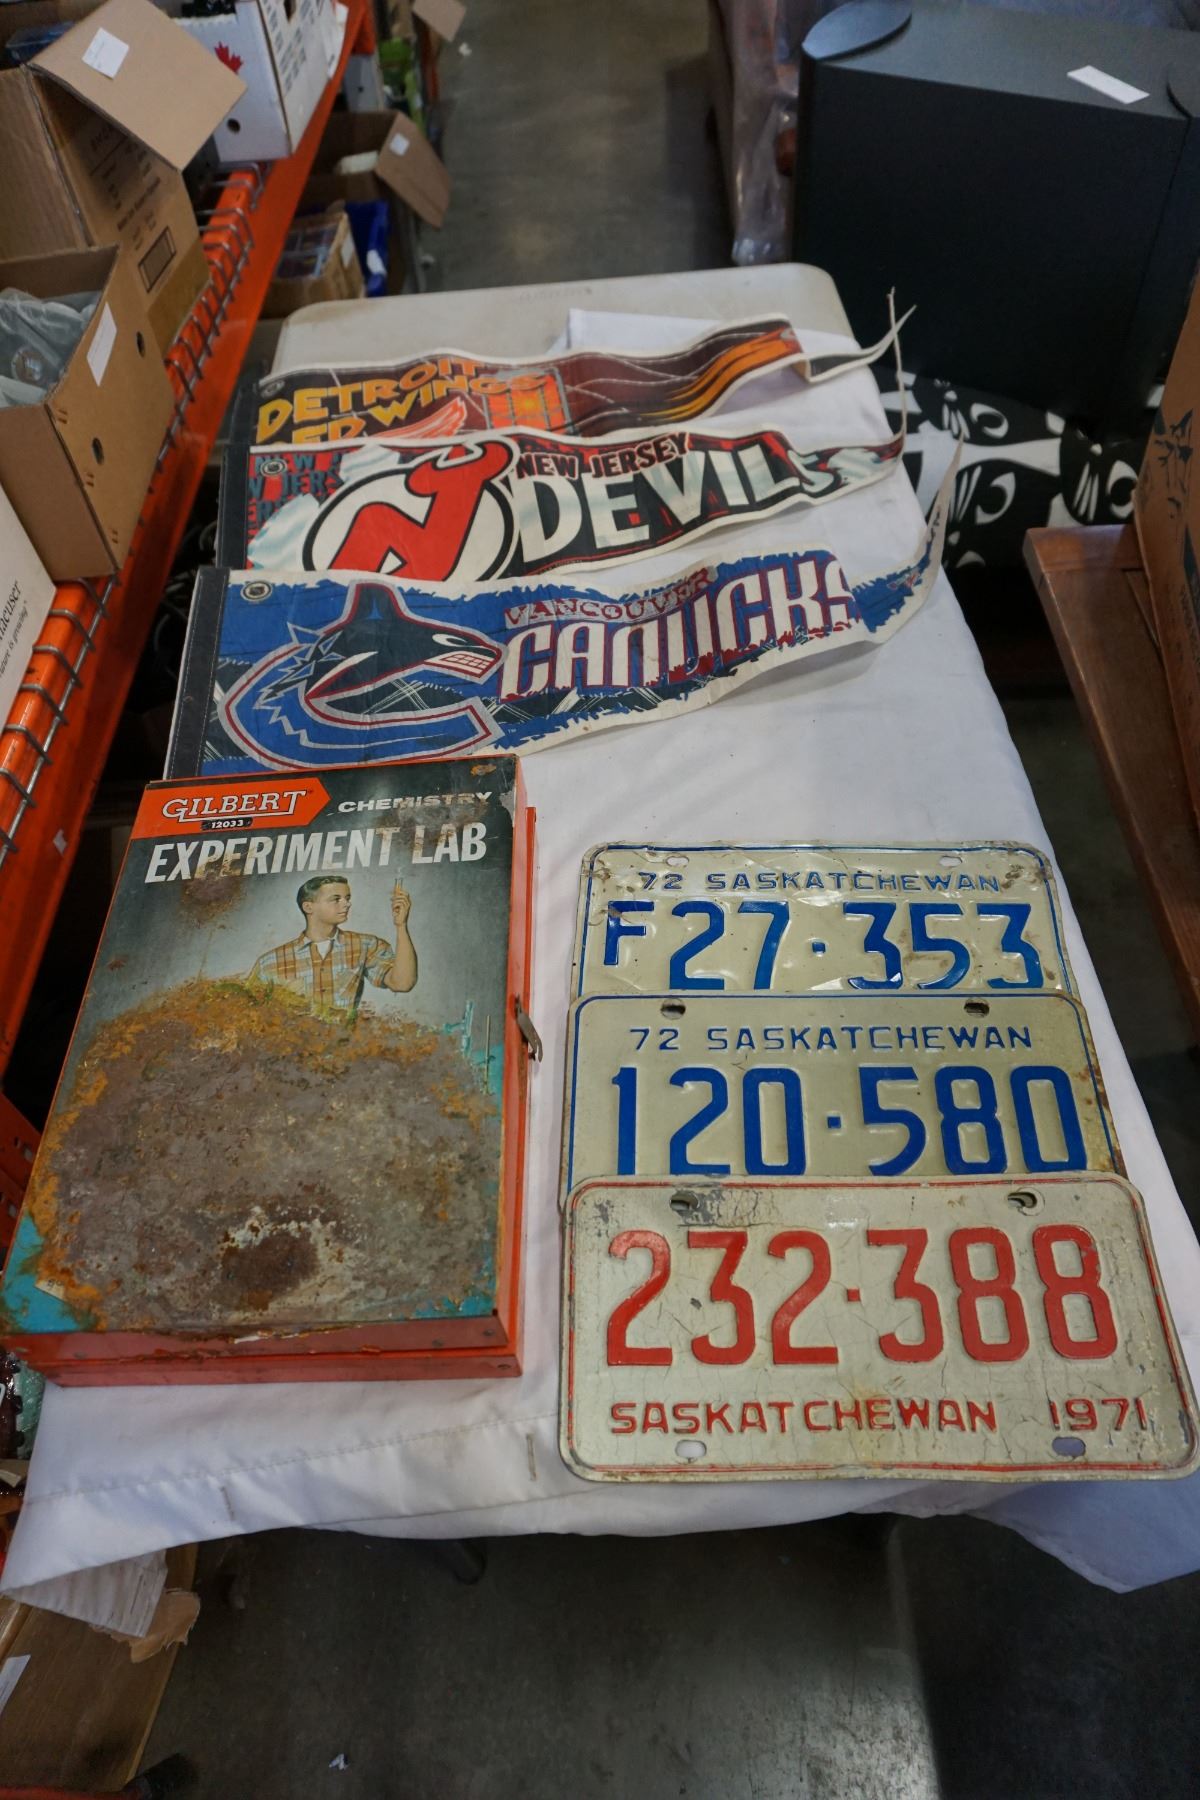 DETROIT
RED WINGS
NEW JERSEY
DEVILS
VANCOUVER
CANUCKS
GILBERT
12033
CHEMISTRY
EXPERIMENT LAB
72 SASKATCHEWAN
F27·353
72 SASKATCHEWAN
120·580
232·388
SASKATCHEWAN 1971